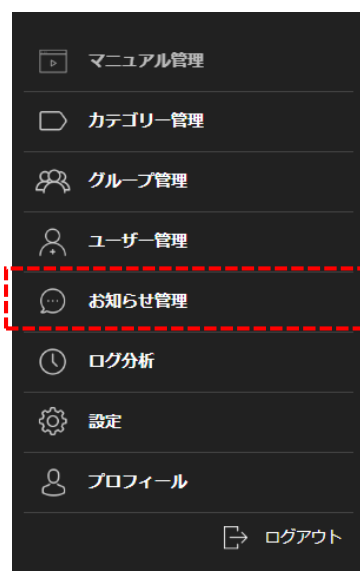 マニュアル管理
カテゴリー管理
グループ管理
ユーザー管理
お知らせ管理
ログ分析
設定
プロフィール
ログアウト